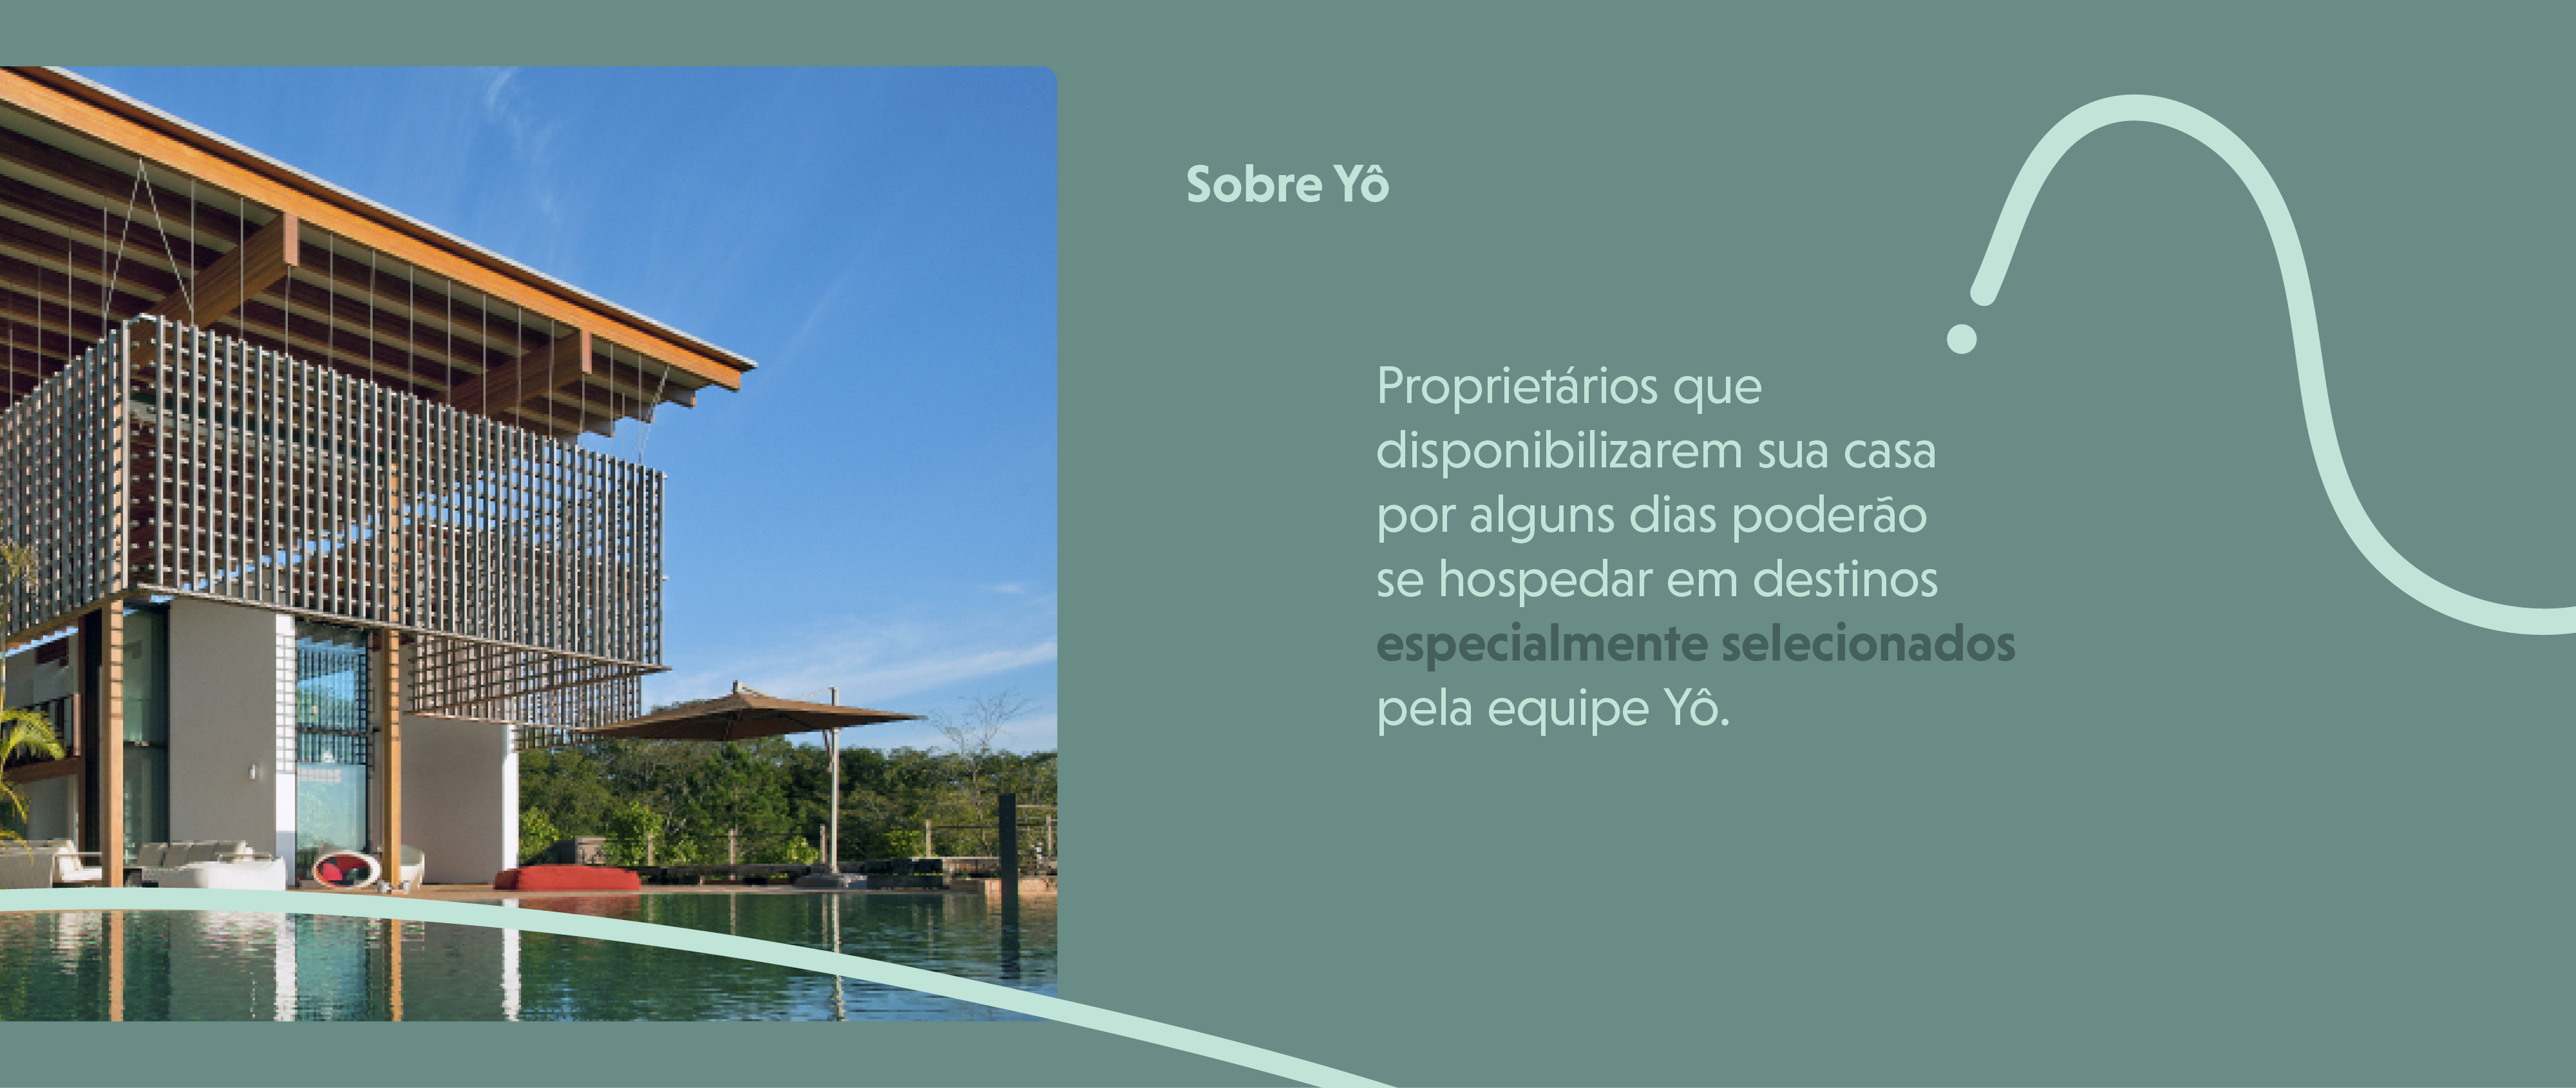 Sobre Yô
Proprietários que
disponibilizarem sua casa
por alguns dias poderão
se hospedar em destinos
especialmente selecionados
pela equipe Yô.